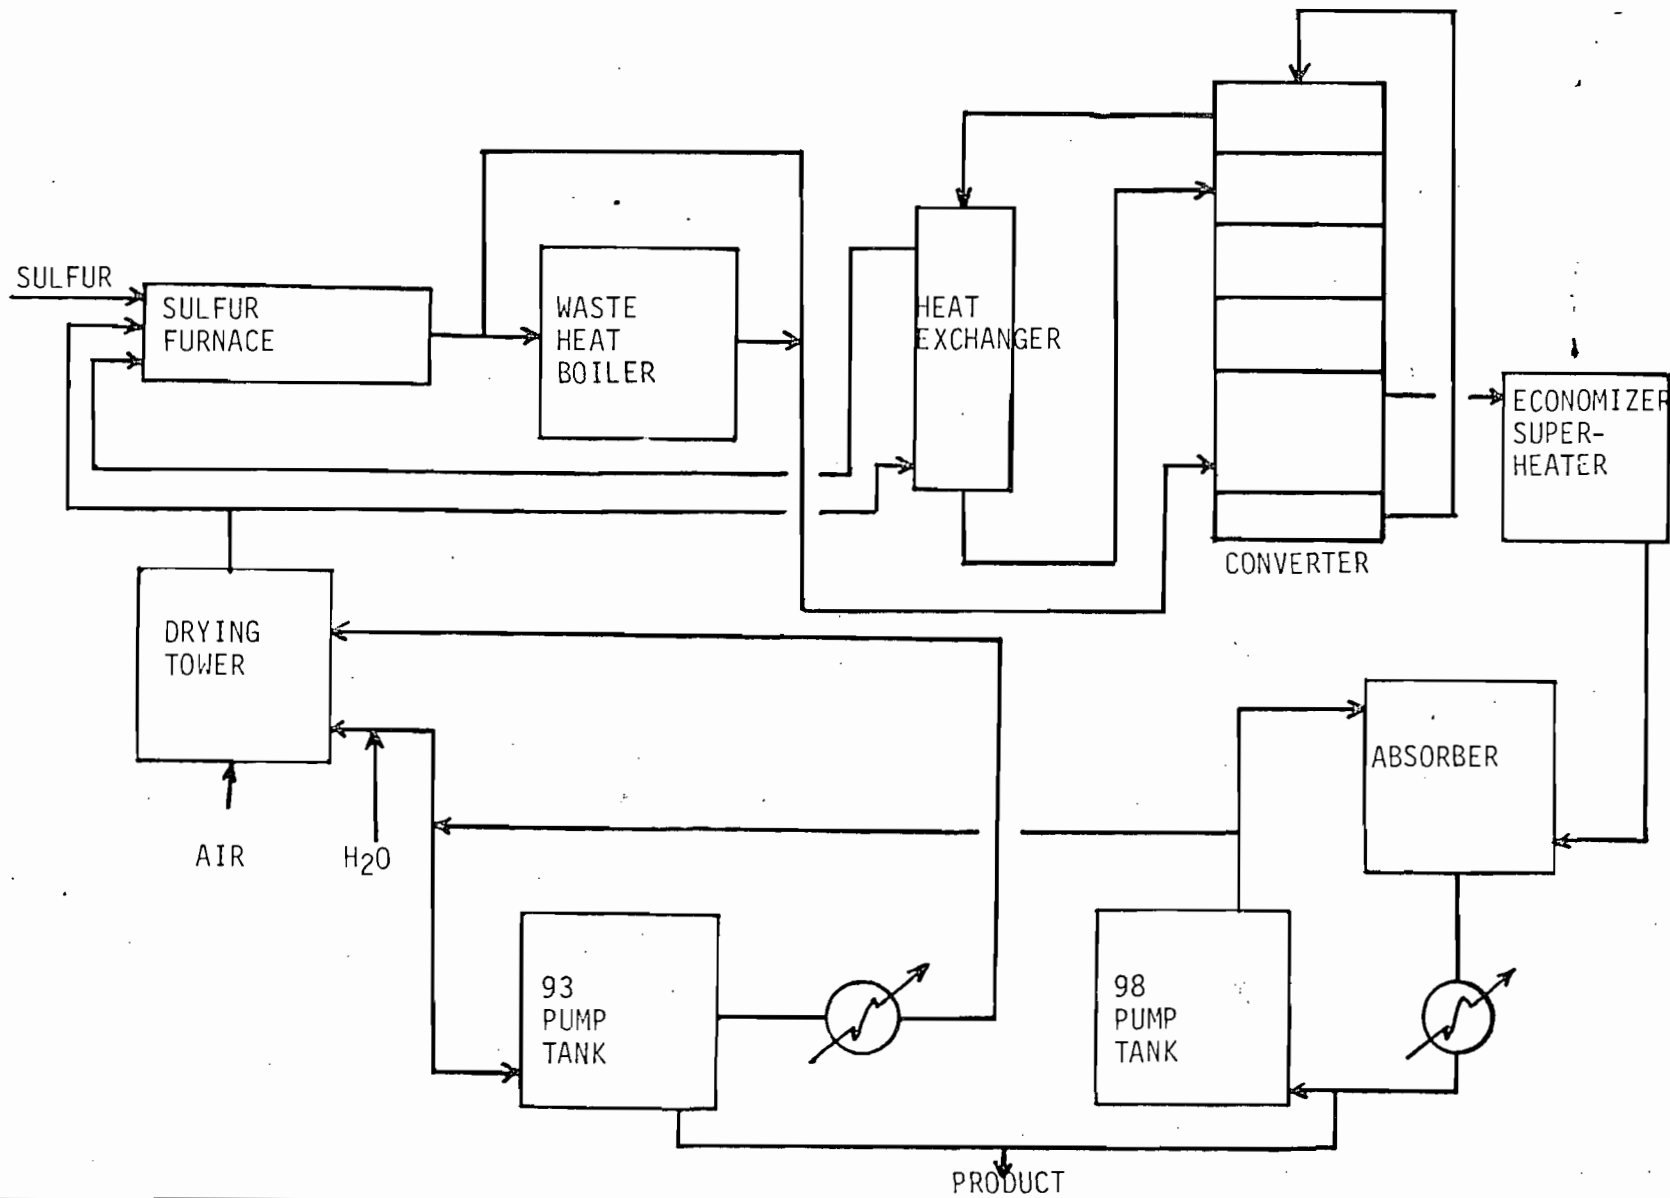 SULFUR
SULFUR
FURNACE
WASTE
HEAT
BOILER
HEAT
EXCHANGER
CONVERTER
ECONOMIZER
SUPER-
HEATER
DRYING
TOWER
AIR
H2O
ABSORBER
93
PUMP
TANK
98
PUMP
TANK
PRODUCT